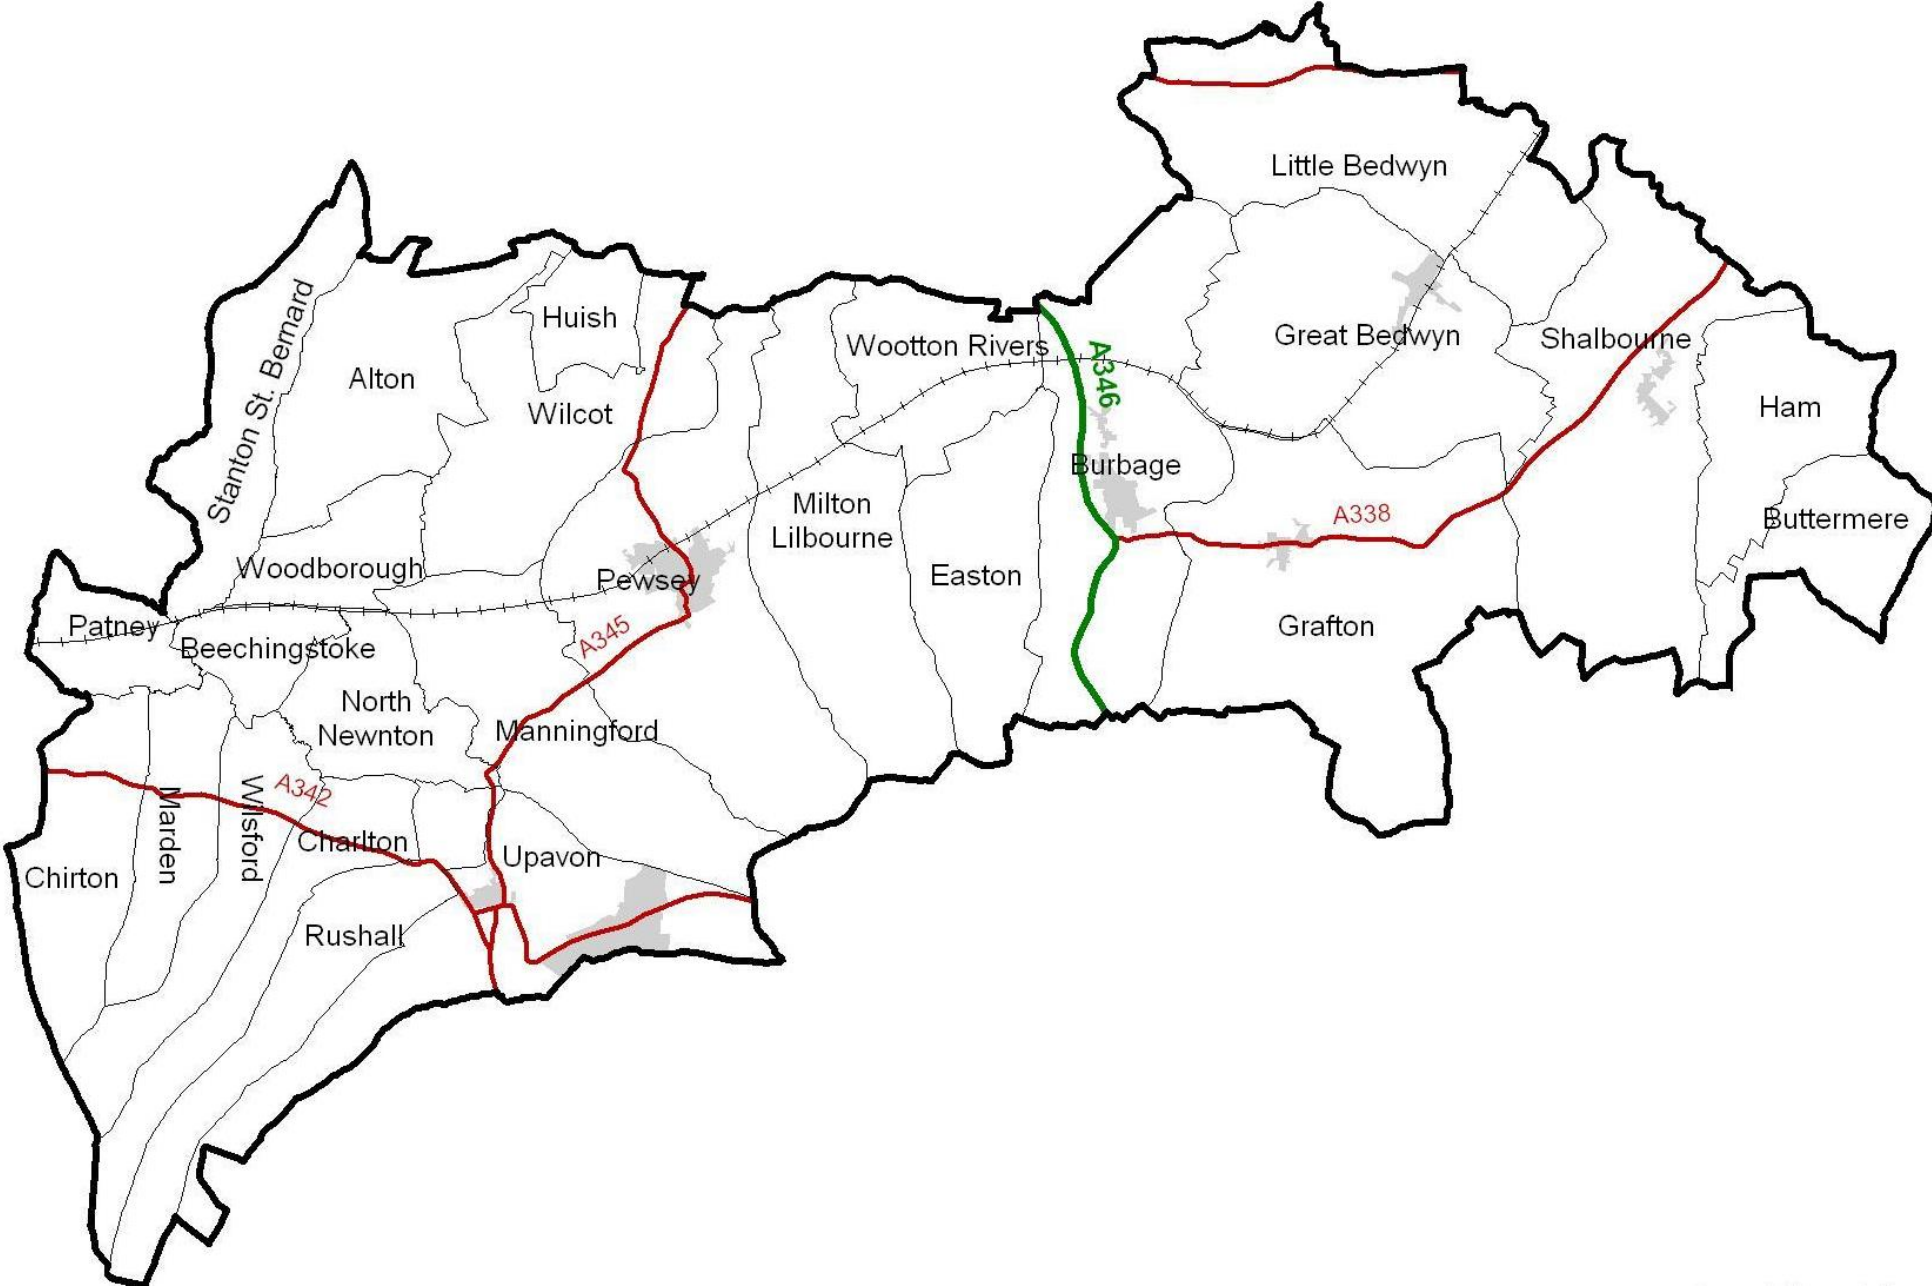 Little Bedwyn
Stanton St. Bernard
Huish
Alton
Wilcot
Wootton Rivers
A346
Great Bedwyn
Shalbourne
Ham
Burbage
Milton
Lilbourne
A338
Buttermere
Woodborough
Pewsey
Easton
Patney
Beechingstoke
A345
Grafton
North
Newnton
Manningford
A342
Marden
Wilsford
Charlton
Upavon
Chirton
Rushall